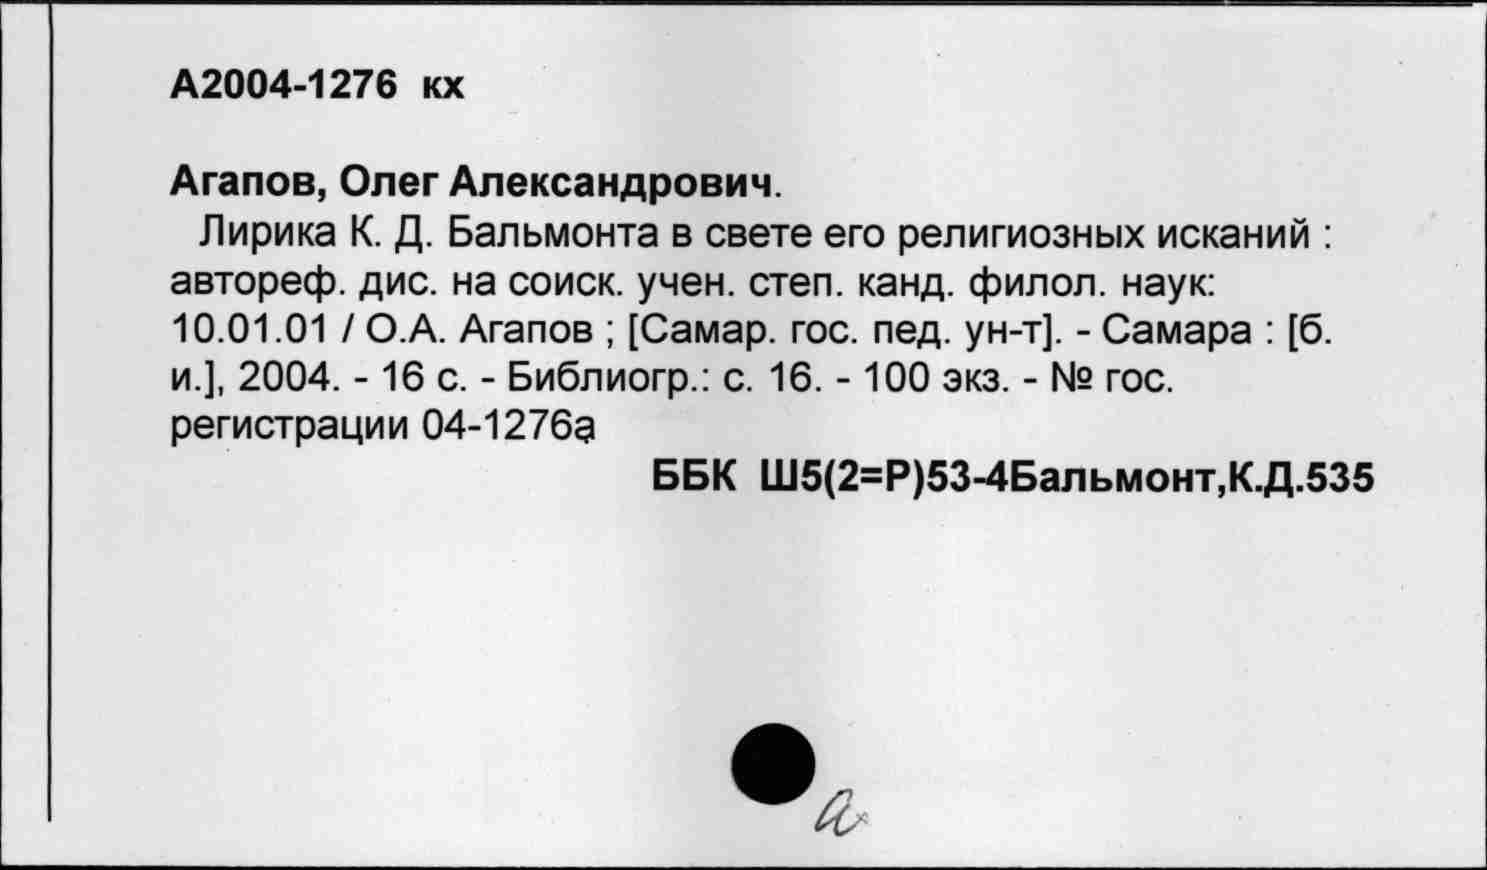 А2004-1276 кх
Агапов, Олег Александрович.
Лирика К. Д. Бальмонта в свете его религиозных исканий :
автореф. дис. на соиск. учен. степ. канд. филол. наук:
10.01.01 / О.А. Агапов ; [Самар. гос. пед. ун-т]. - Самара : [б.
и.], 2004. - 16 с. - Библиогр.: с. 16. - 100 экз. - № гос.
регистрации 04-1276а
ББК Ш5(2=Р)53-4Бальмонт,К.Д.535
а